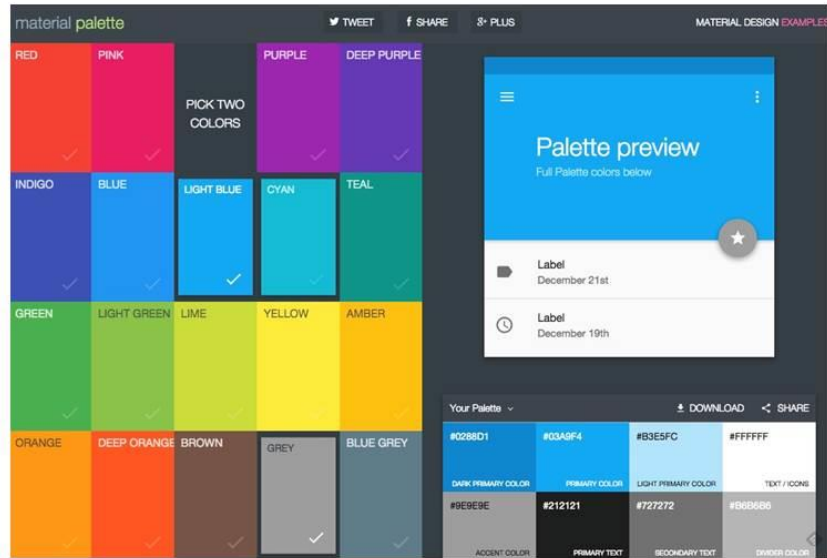 material palette
TWEET
SHARE
PLUS
MATERIAL DESIGN EXAMPLES
RED
PINK
PICK TWO
COLORS
PURPLE
DEEP PURPLE
INDIGO
BLUE
LIGHT BLUE
CYAN
TEAL
GREEN
LIGHT GREEN
LIME
YELLOW
AMBER
ORANGE
DEEP ORANGE
BROWN
GREY
BLUE GREY
Palette preview
Full Palette colors below
Label
December 21st
Label
December 19th
Your Palette
DOWNLOAD
SHARE
#0288D1
#03A9F4
#B3E5FC
#FFFFFF
DARK PRIMARY COLOR
PRIMARY COLOR
LIGHT PRIMARY COLOR
TEXT / ICONS
#9E9E9E
#212121
#727272
#B6B6B6
ACCENT COLOR
PRIMARY TEXT
SECONDARY TEXT
DIVIDER COLOR